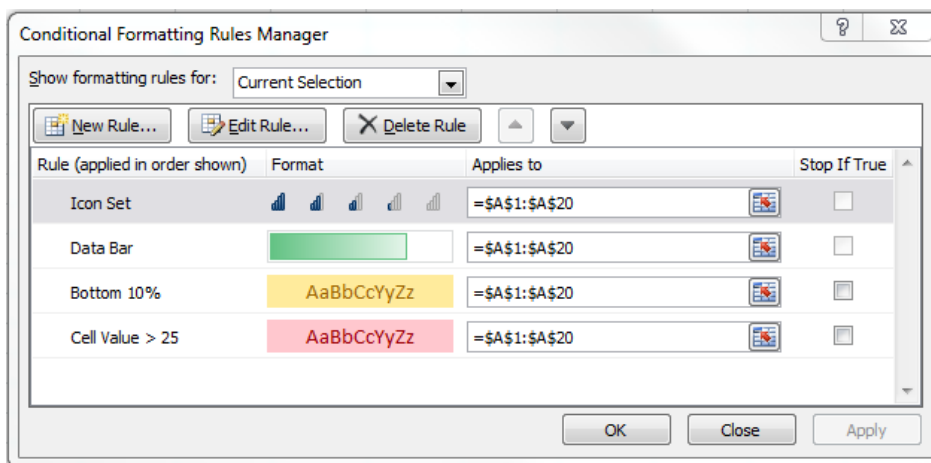 Conditional Formatting Rules Manager
Show formatting rules for: Current Selection
New Rule... Edit Rule... Delete Rule
Rule (applied in order shown) Format Applies to Stop If True
Icon Set =$A$1:$A$20
Data Bar =$A$1:$A$20
Bottom 10% AaBbCcYyZz =$A$1:$A$20
Cell Value > 25 AaBbCcYyZz =$A$1:$A$20
OK Close Apply